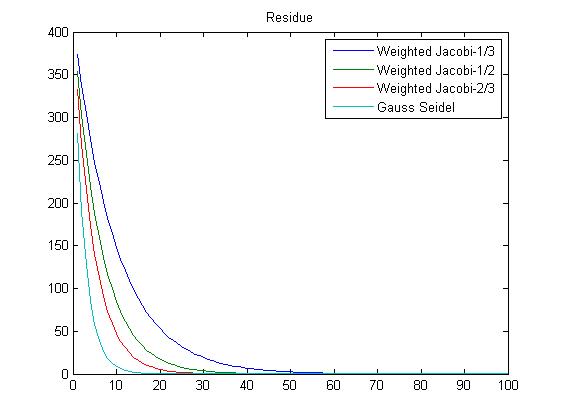 Residue
Weighted Jacobi-1/3
Weighted Jacobi-1/2
Weighted Jacobi-2/3
Gauss Seidel
400
350
300
250
200
150
100
50
0
0 10 20 30 40 50 60 70 80 90 100